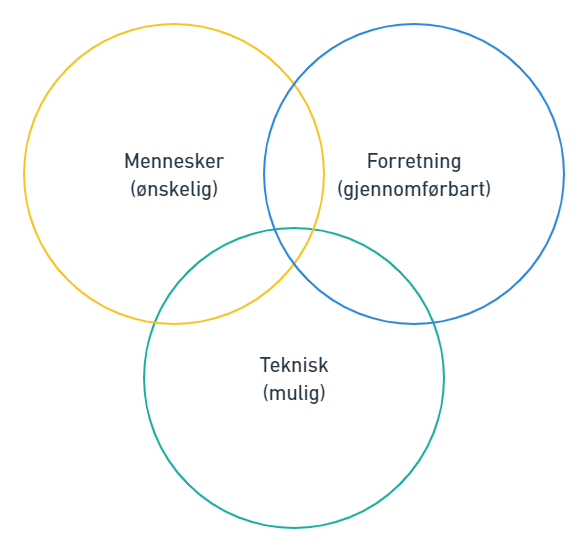 Mennesker
(ønskelig)
Forretning
(gjennomførbart)
Teknisk
(mulig)